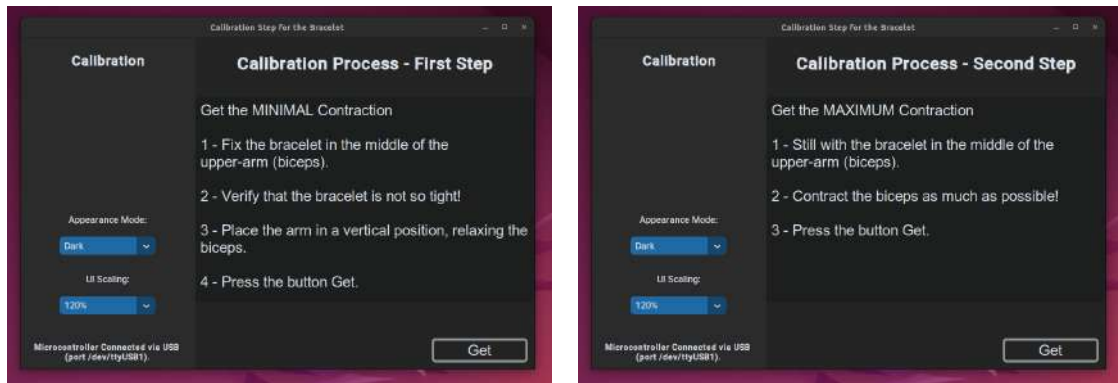 Calibration Step for the Bracelet
Calibration
Calibration Process - First Step
Get the MINIMAL Contraction
1 - Fix the bracelet in the middle of the
upper-arm (biceps).
2 - Verify that the bracelet is not so tight!
3 - Place the arm in a vertical position, relaxing the
biceps.
4 - Press the button Get.
Appearance Mode:
Dark
UI Scaling:
120%
Microcontroller Connected via USB
(port /dev/ttyUSB1).
Get
Calibration Step for the Bracelet
Calibration
Calibration Process - Second Step
Get the MAXIMUM Contraction
1 - Still with the bracelet in the middle of the
upper-arm (biceps).
2 - Contract the biceps as much as possible!
3 - Press the button Get.
Appearance Mode:
Dark
UI Scaling:
120%
Microcontroller Connected via USB
(port /dev/ttyUSB1).
Get